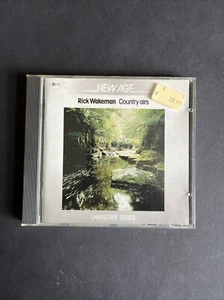 NEW AGE
Rick Wakeman Country airs
LANDSCAPE SERIES